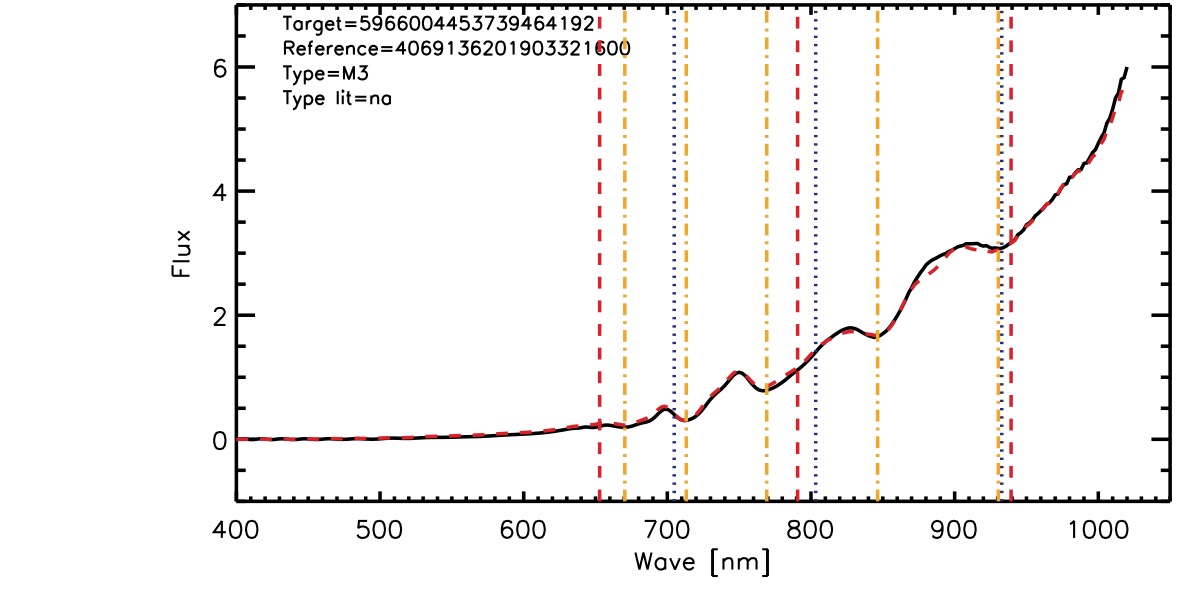 Target=5966004453739464192
Reference=4069136201903321600
Type=M3
Type lit=na
6
4
2
0
Flux
400 500 600 700 800 900 1000
Wave [nm]